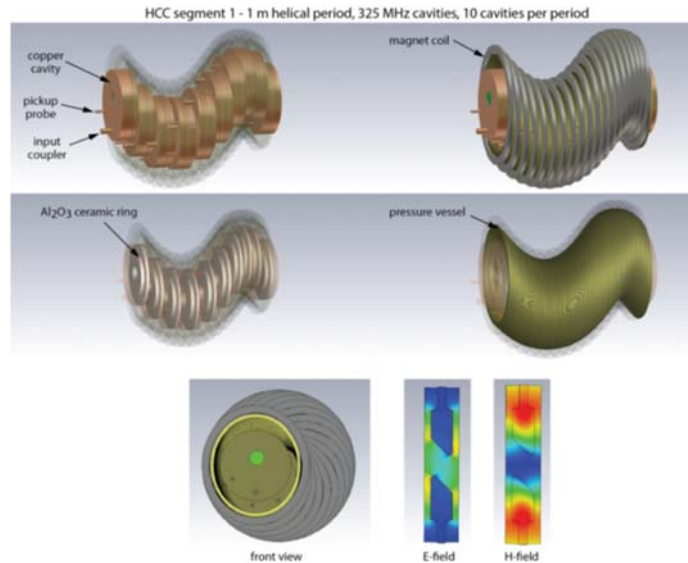 HCC segment 1 - 1 m helical period, 325 MHz cavities, 10 cavities per period
copper
cavity
pickup
probe
input
coupler
magnet coil
Al2O3 ceramic ring
pressure vessel
front view
E-field
H-field